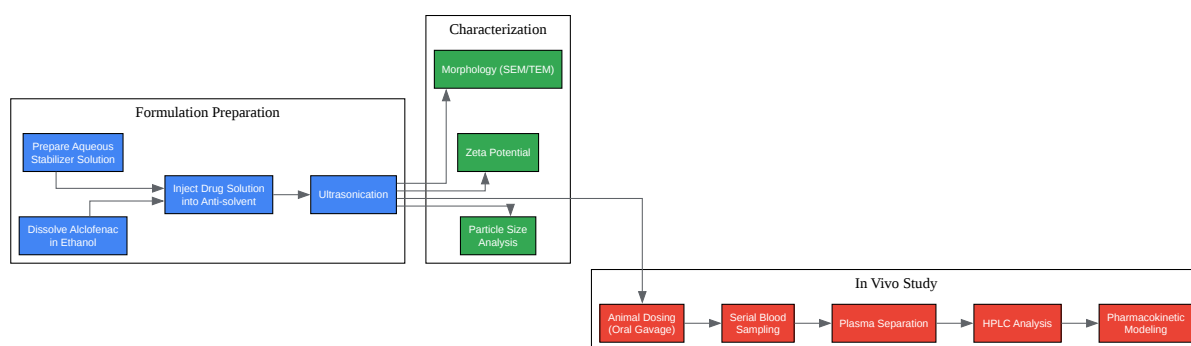 Characterization
Morphology (SEM/TEM)
Zeta Potential
Particle Size
Analysis
Formulation Preparation
Prepare Aqueous
Stabilizer Solution
Dissolve Alclofenac
in Ethanol
Inject Drug Solution
into Anti-solvent
Ultrasonication
In Vivo Study
Animal Dosing
(Oral Gavage)
Serial Blood
Sampling
Plasma Separation
HPLC Analysis
Pharmacokinetic
Modeling